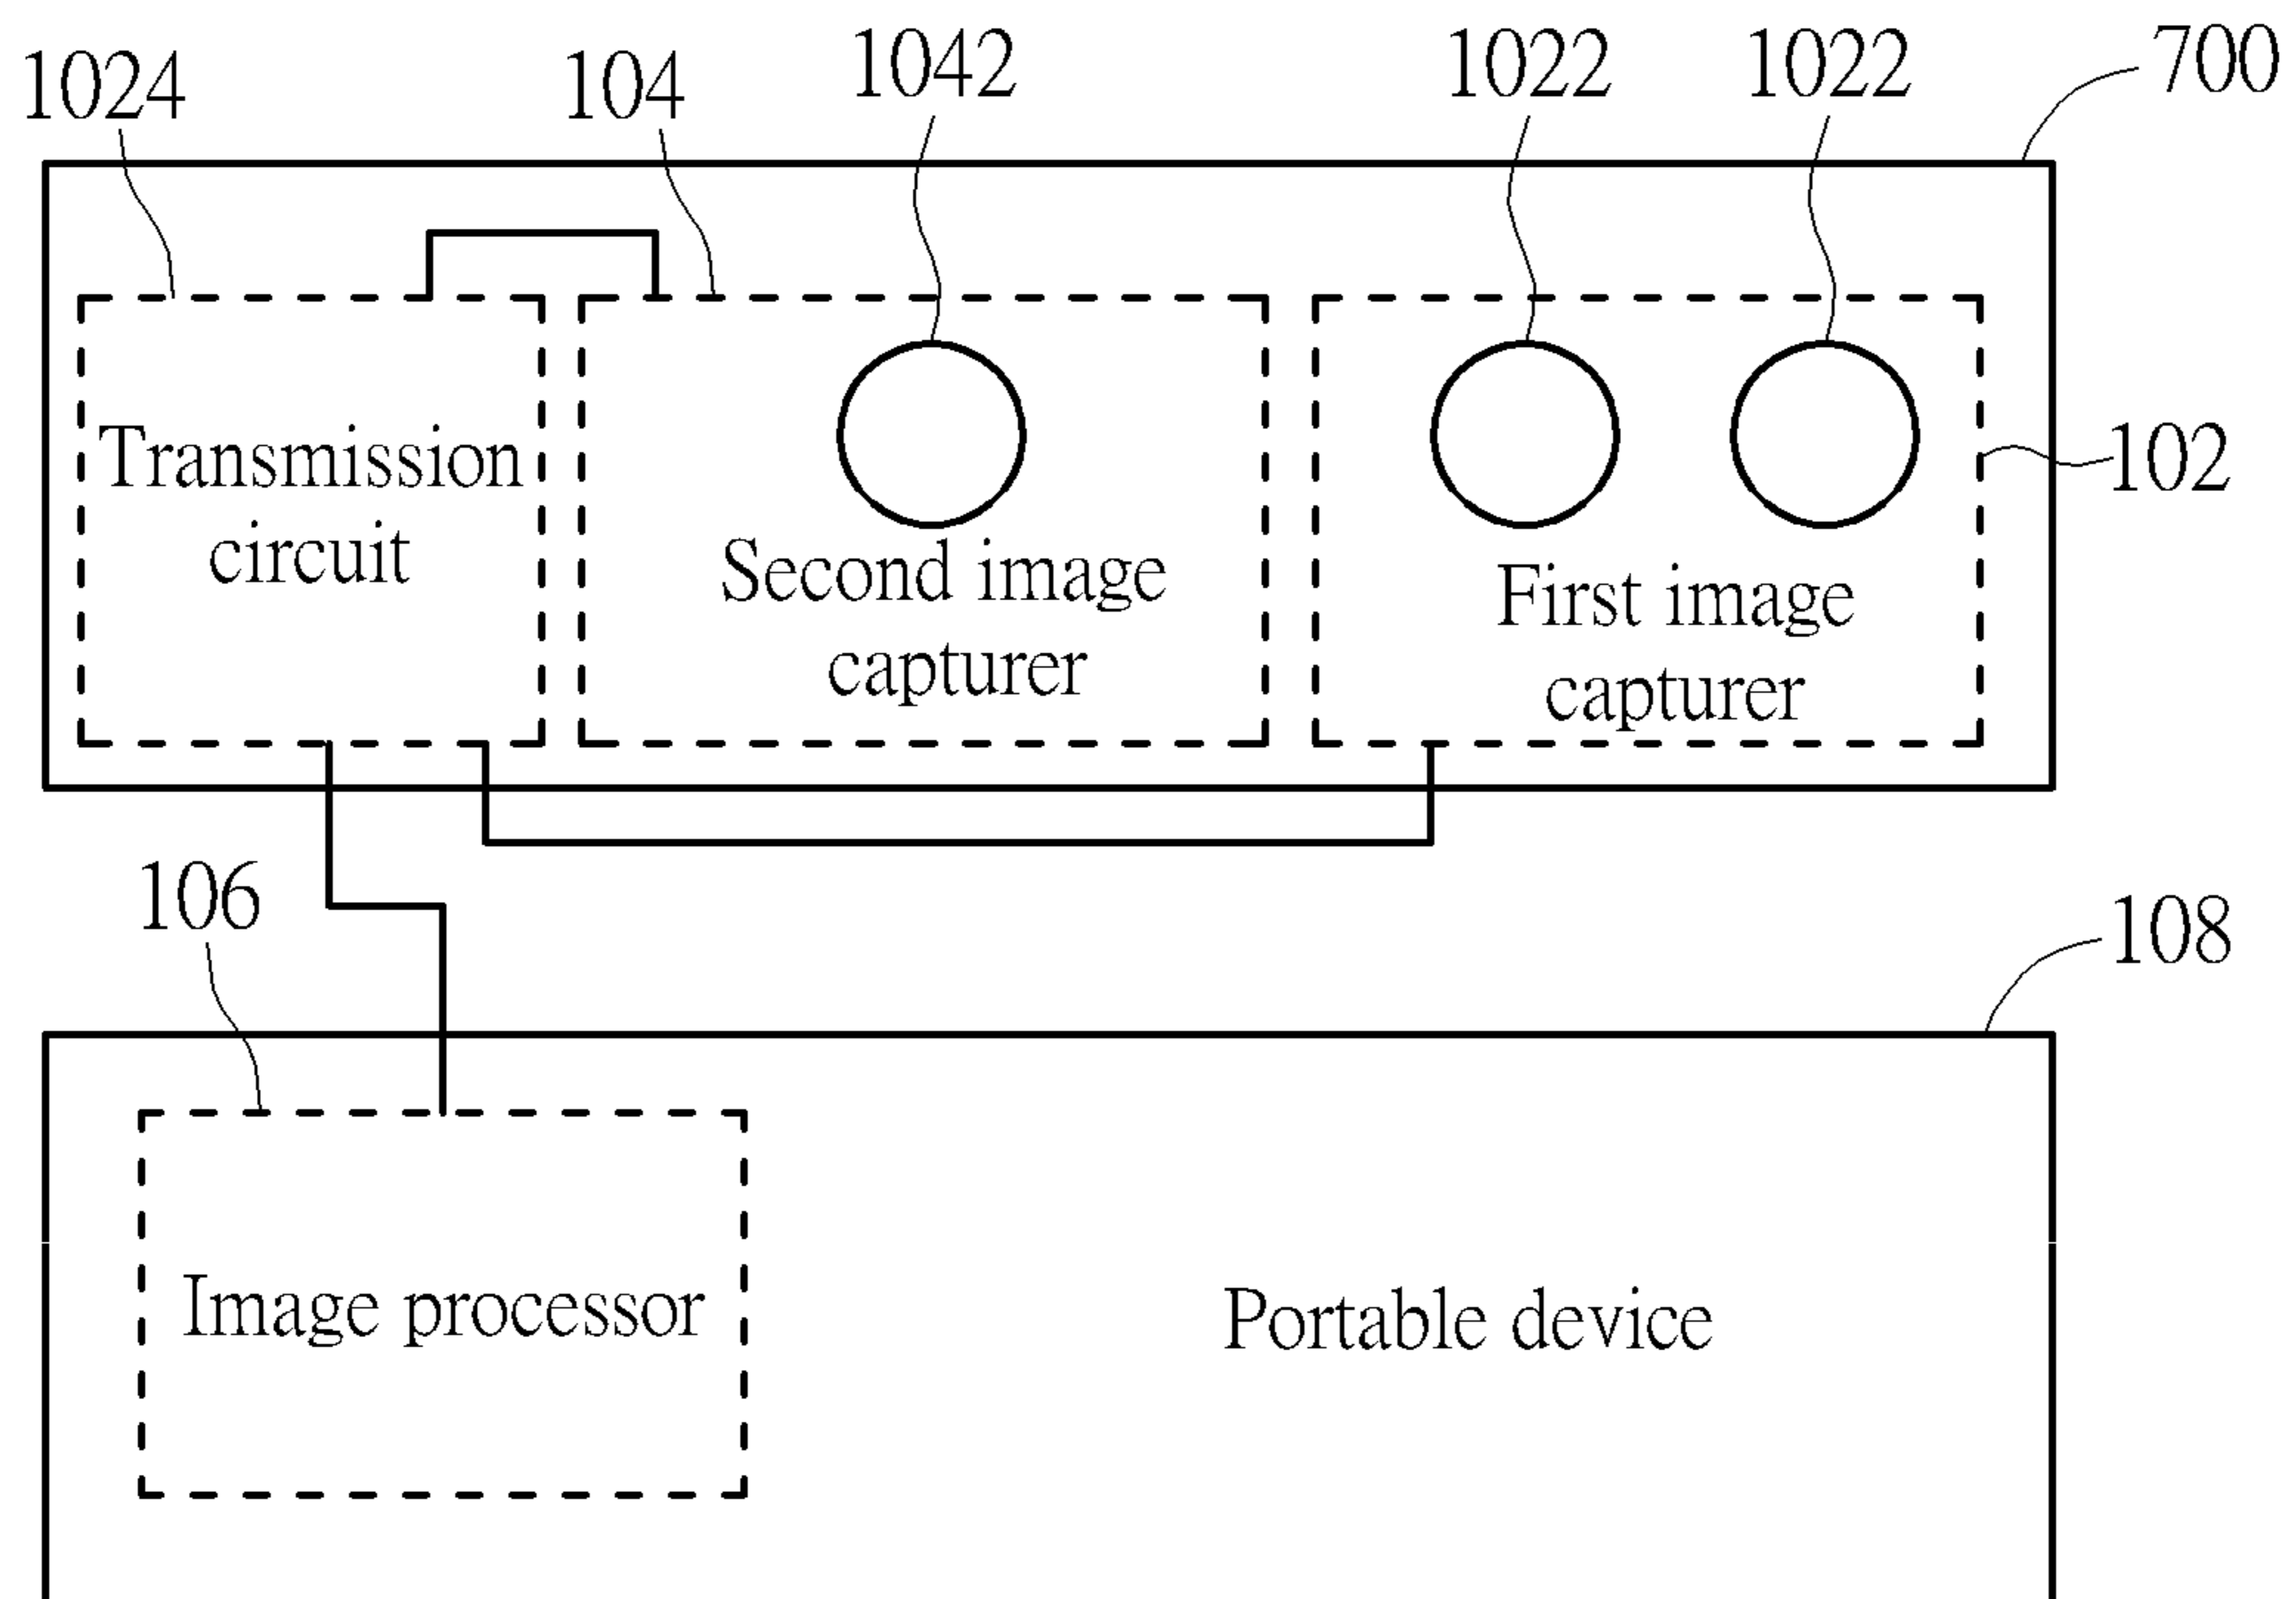 1024
104
1042
1022
1022
700
Transmission
circuit
Second image
capturer
First image
capturer
102
106
108
Image processor
Portable device